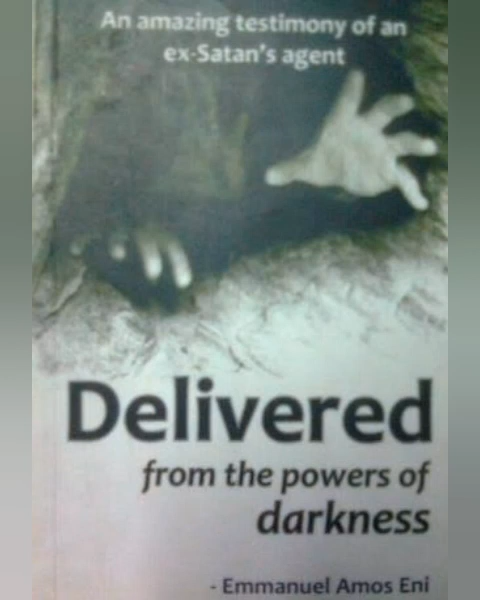 An amazing testimony of an
ex-Satan's agent
Delivered
from the powers of
darkness
- Emmanuel Amos Eni